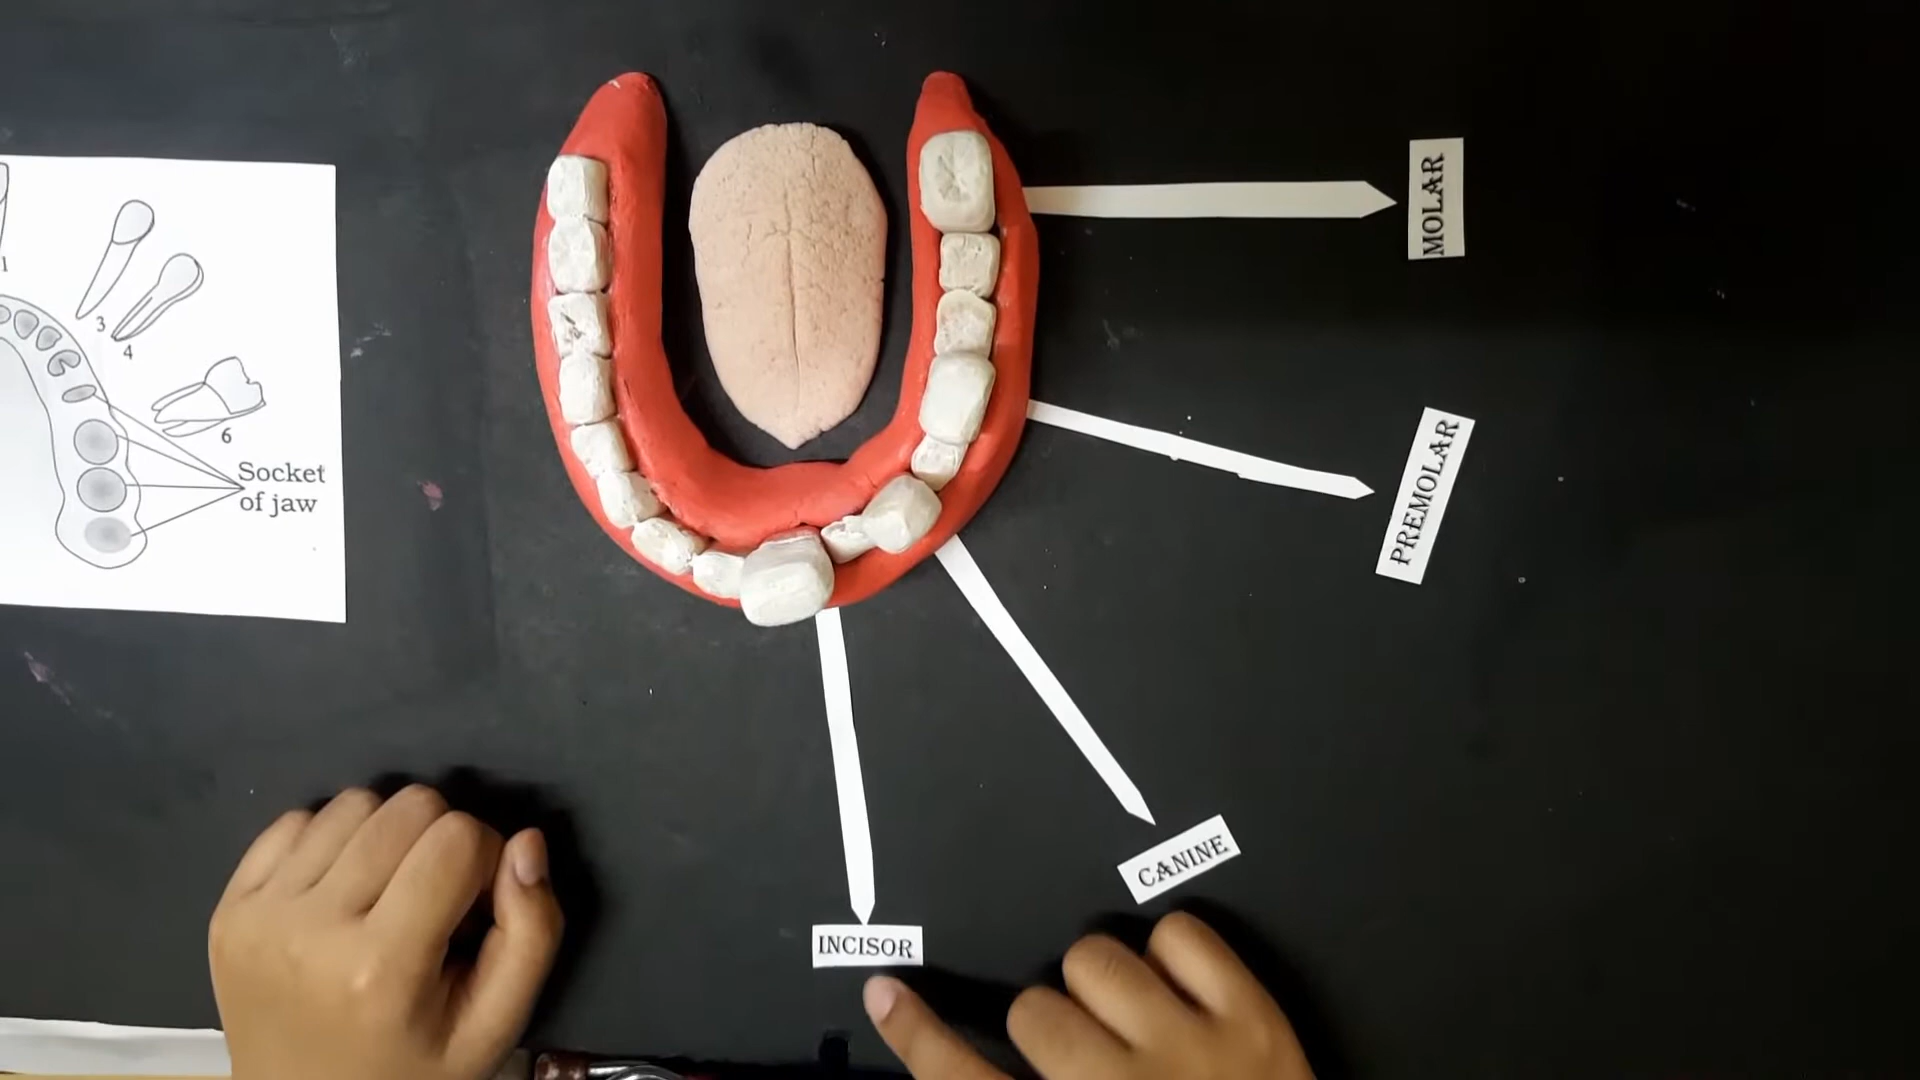 1
3
4
6
Socket
of jaw
MOLAR
PREMOLAR
CANINE
INCISOR